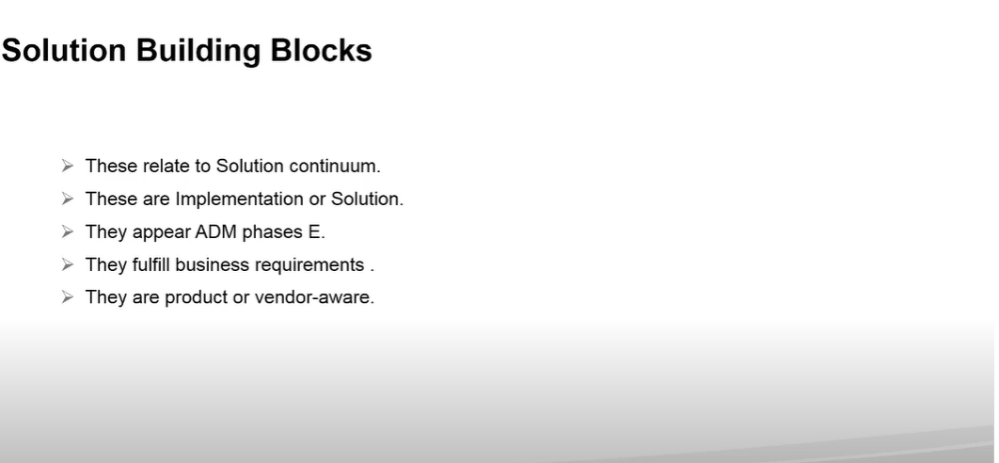 Solution Building Blocks
These relate to Solution continuum.
These are Implementation or Solution.
They appear ADM phases E.
They fulfill business requirements .
They are product or vendor-aware.